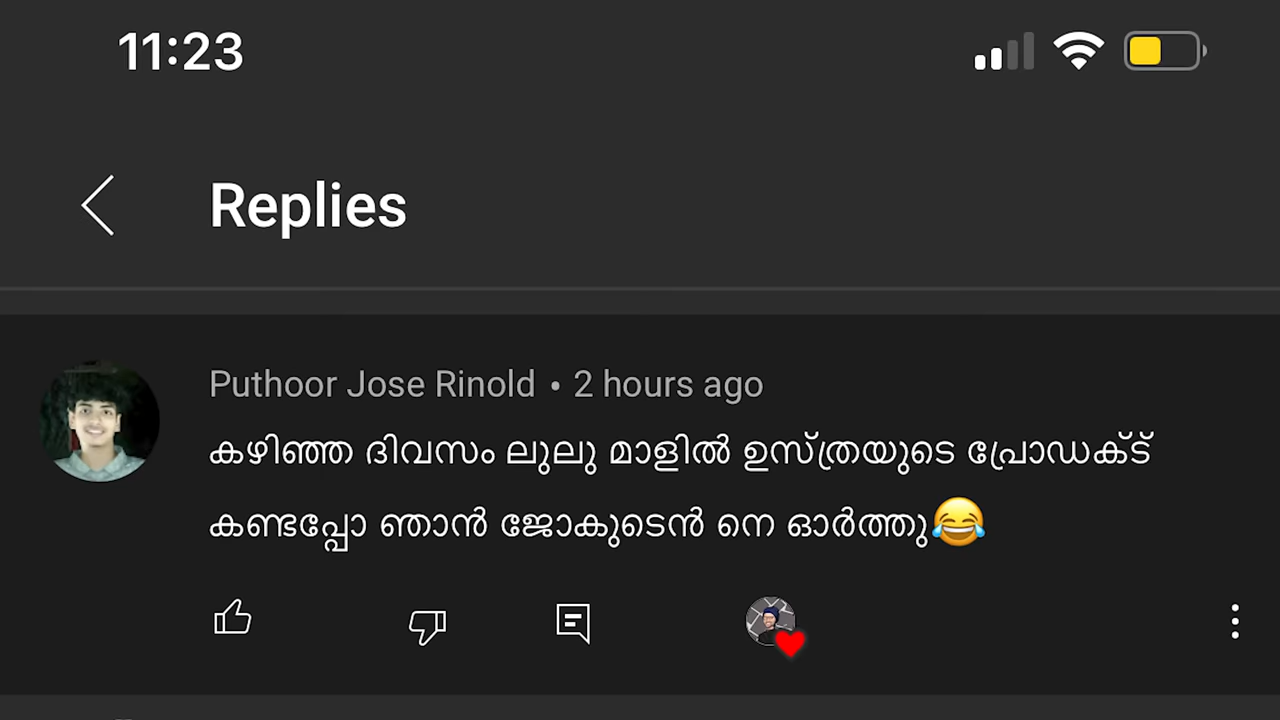 11:23
Replies
Puthoor Jose Rinold • 2 hours ago
കഴിഞ്ഞ ദിവസം ലുലു മാളിൽ ഉസ്ത്രയുടെ പ്രോഡക്ട്
കണ്ടപ്പോ ഞാൻ ജോകുടെൻ നെ ഓർത്തു😂